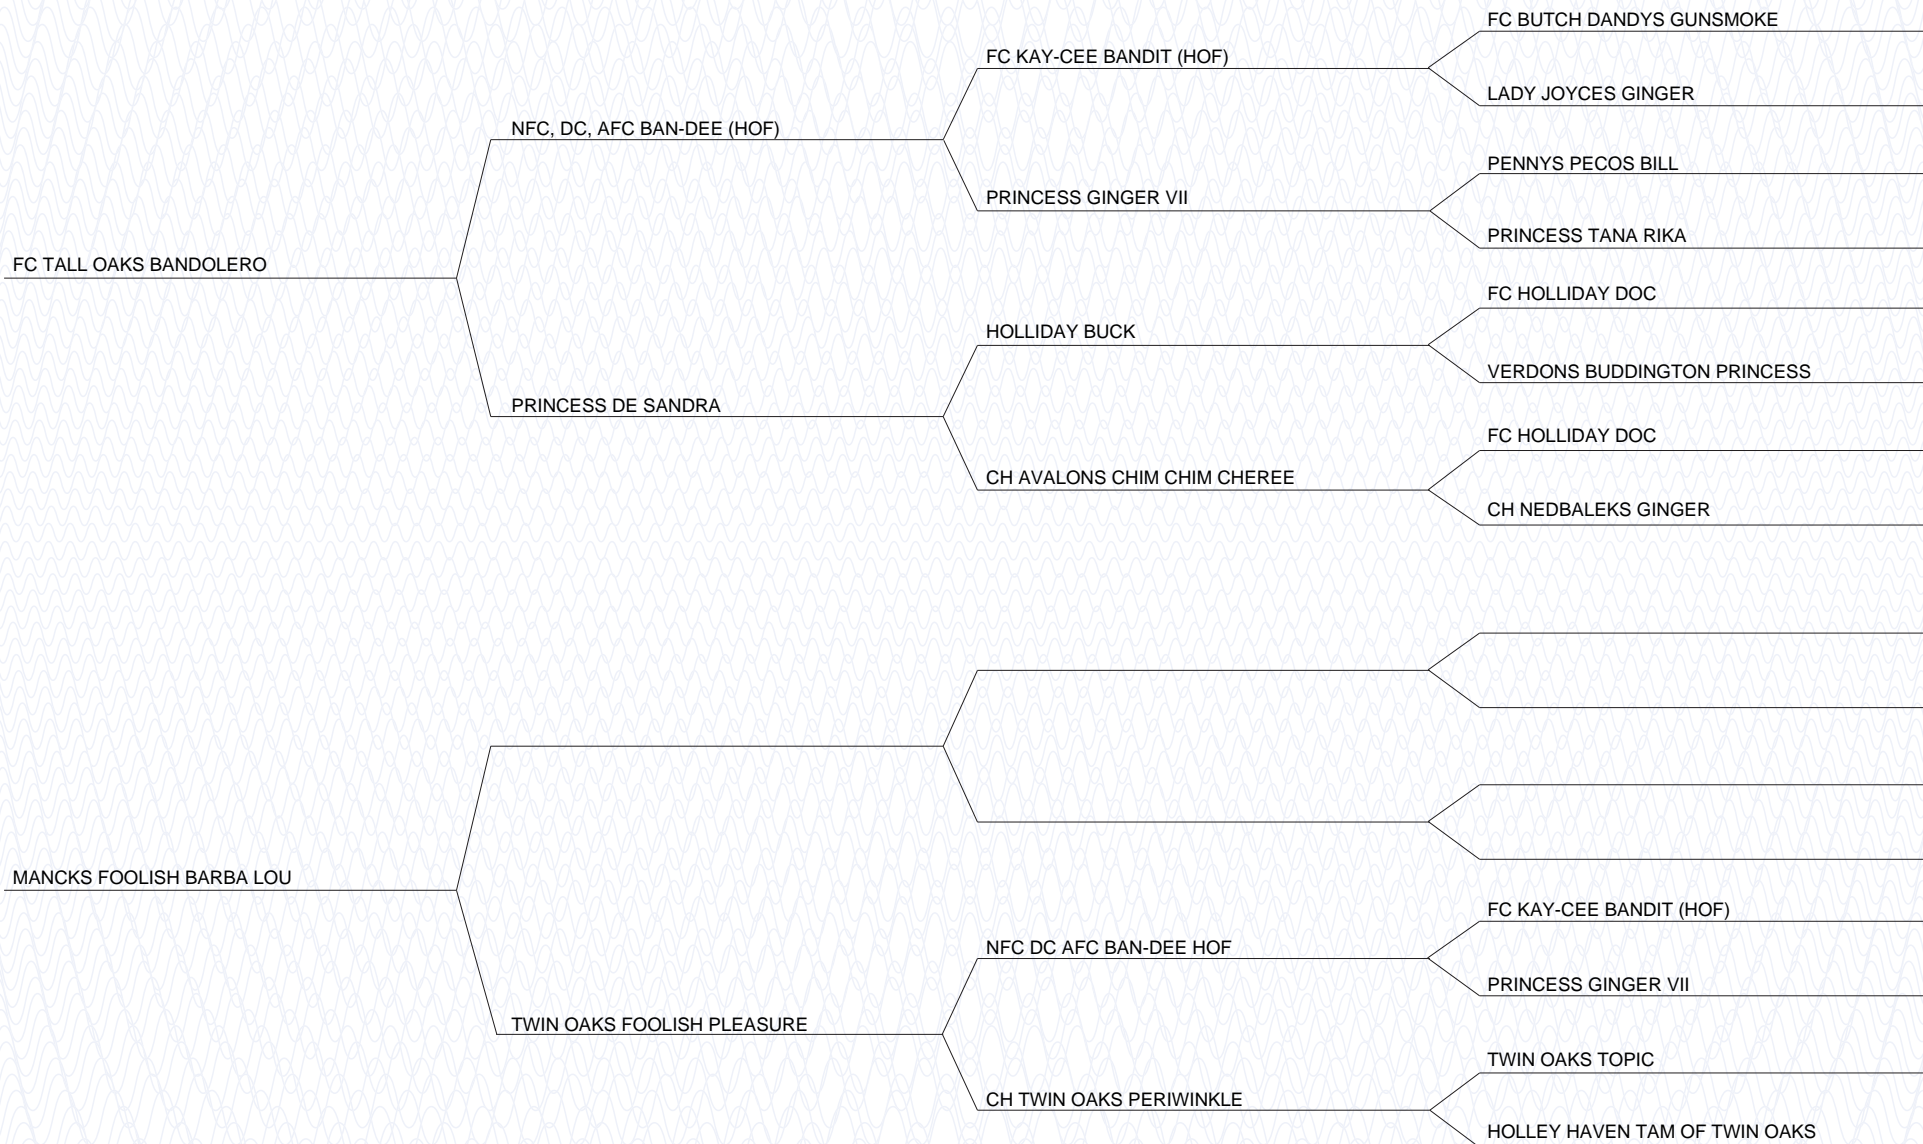 FC BUTCH DANDYS GUNSMOKE
FC KAY-CEE BANDIT (HOF)
LADY JOYCES GINGER
NFC, DC, AFC BAN-DEE (HOF)
PENNYS PECOS BILL
PRINCESS GINGER VII
PRINCESS TANA RIKA
FC TALL OAKS BANDOLERO
FC HOLLIDAY DOC
HOLLIDAY BUCK
VERDONS BUDDINGTON PRINCESS
PRINCESS DE SANDRA
FC HOLLIDAY DOC
CH AVALONS CHIM CHIM CHEREE
CH NEDBALEKS GINGER
MANCKS FOOLISH BARBA LOU
FC KAY-CEE BANDIT (HOF)
NFC DC AFC BAN-DEE HOF
PRINCESS GINGER VII
TWIN OAKS FOOLISH PLEASURE
TWIN OAKS TOPIC
CH TWIN OAKS PERIWINKLE
HOLLEY HAVEN TAM OF TWIN OAKS